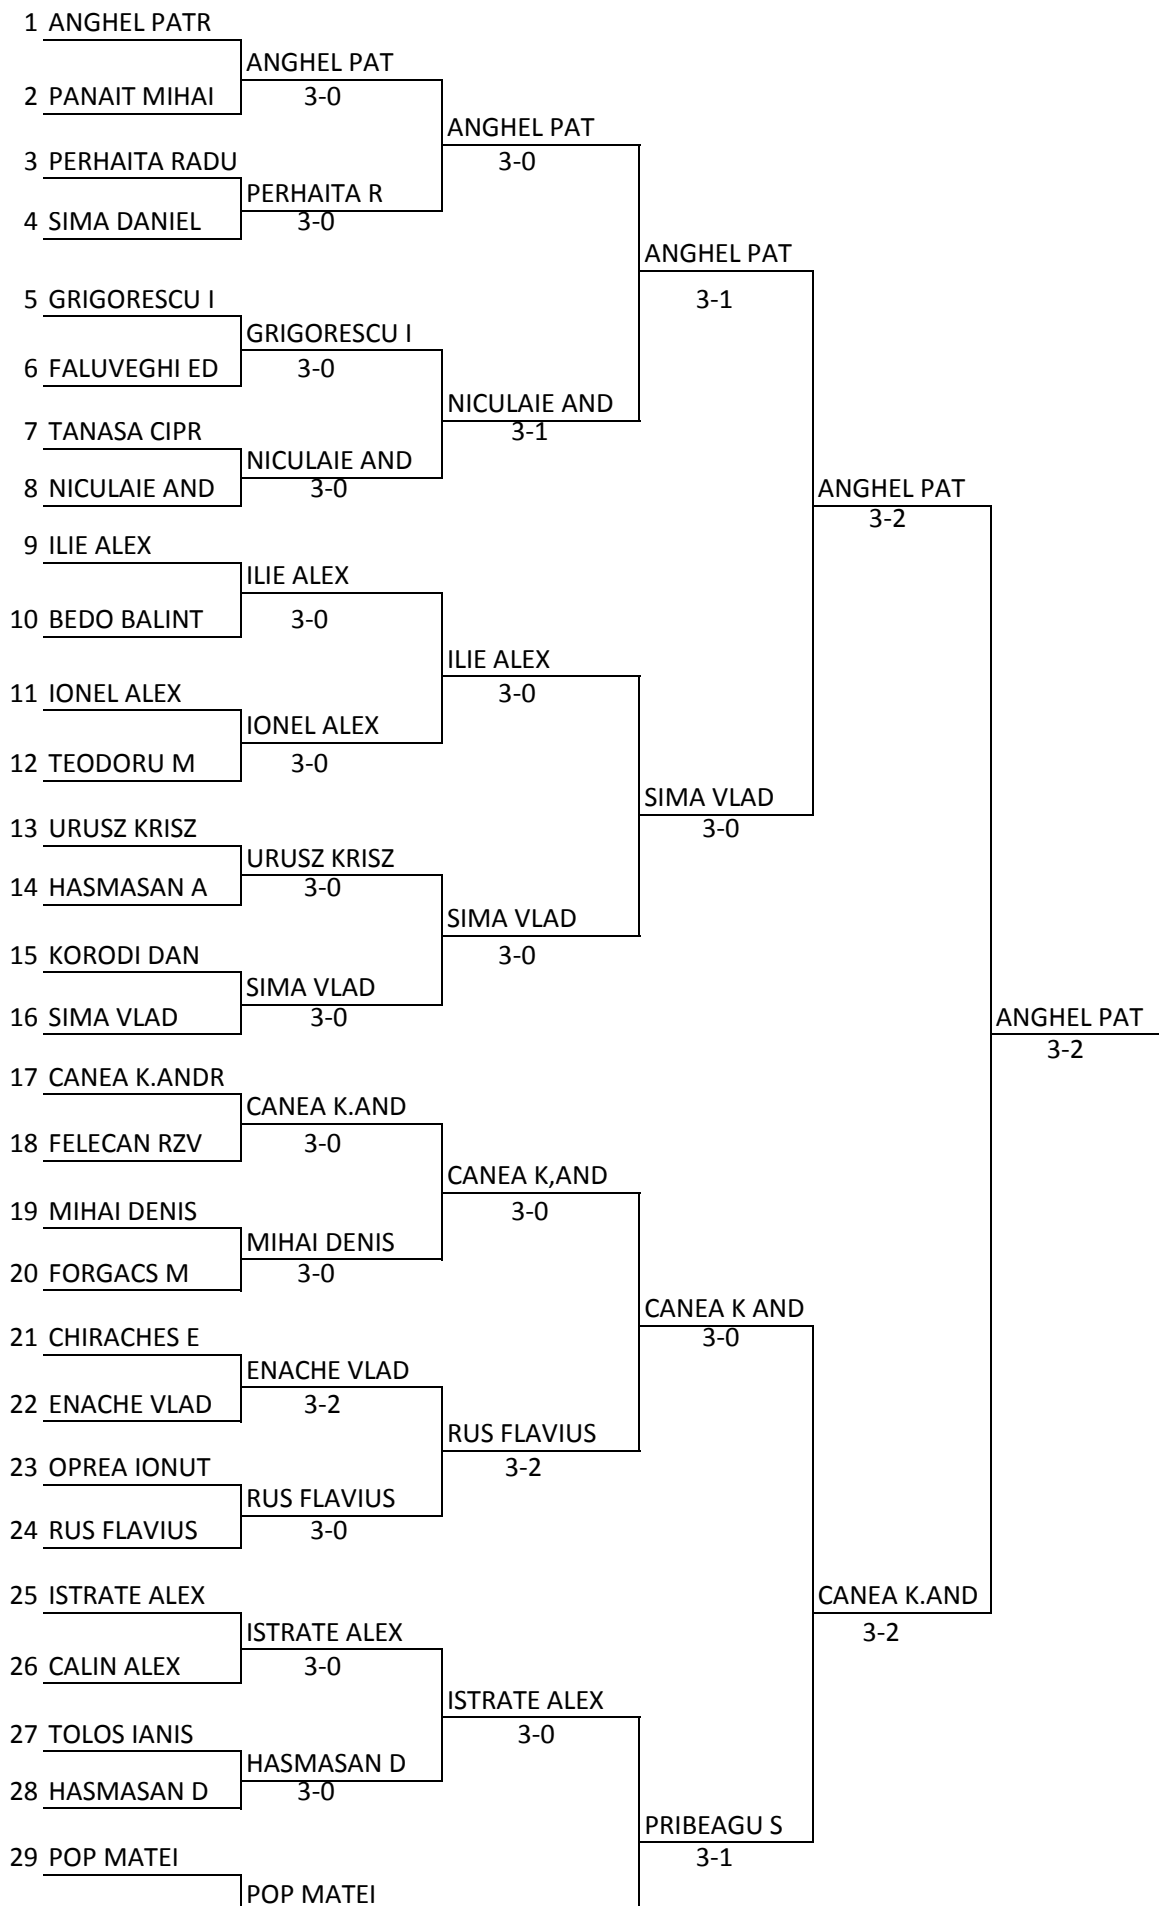 1 ANGHEL PATR
ANGHEL PAT
2 PANAIT MIHAI
3-0
ANGHEL PAT
3 PERHAITA RADU
3-0
PERHAITA R
4 SIMA DANIEL
3-0
ANGHEL PAT
5 GRIGORESCU I
3-1
GRIGORESCU I
6 FALUVEGHI ED
3-0
NICULAIE AND
7 TANASA CIPR
3-1
NICULAIE AND
8 NICULAIE AND
3-0
ANGHEL PAT
3-2
9 ILIE ALEX
ILIE ALEX
10 BEDO BALINT
3-0
ILIE ALEX
11 IONEL ALEX
3-0
IONEL ALEX
12 TEODORU M
3-0
SIMA VLAD
13 URUSZ KRISZ
3-0
URUSZ KRISZ
14 HASMASAN A
3-0
SIMA VLAD
15 KORODI DAN
3-0
SIMA VLAD
16 SIMA VLAD
3-0
ANGHEL PAT
3-2
17 CANEA K.ANDR
CANEA K.AND
18 FELECAN RZV
3-0
CANEA K,AND
19 MIHAI DENIS
3-0
MIHAI DENIS
20 FORGACS M
3-0
CANEA K AND
21 CHIRACHES E
3-0
ENACHE VLAD
22 ENACHE VLAD
3-2
RUS FLAVIUS
23 OPREA IONUT
3-2
RUS FLAVIUS
24 RUS FLAVIUS
3-0
25 ISTRATE ALEX
CANEA K.AND
ISTRATE ALEX
3-2
26 CALIN ALEX
3-0
ISTRATE ALEX
27 TOLOS IANIS
3-0
HASMASAN D
28 HASMASAN D
3-0
PRIBEAGU S
29 POP MATEI
3-1
POP MATEI